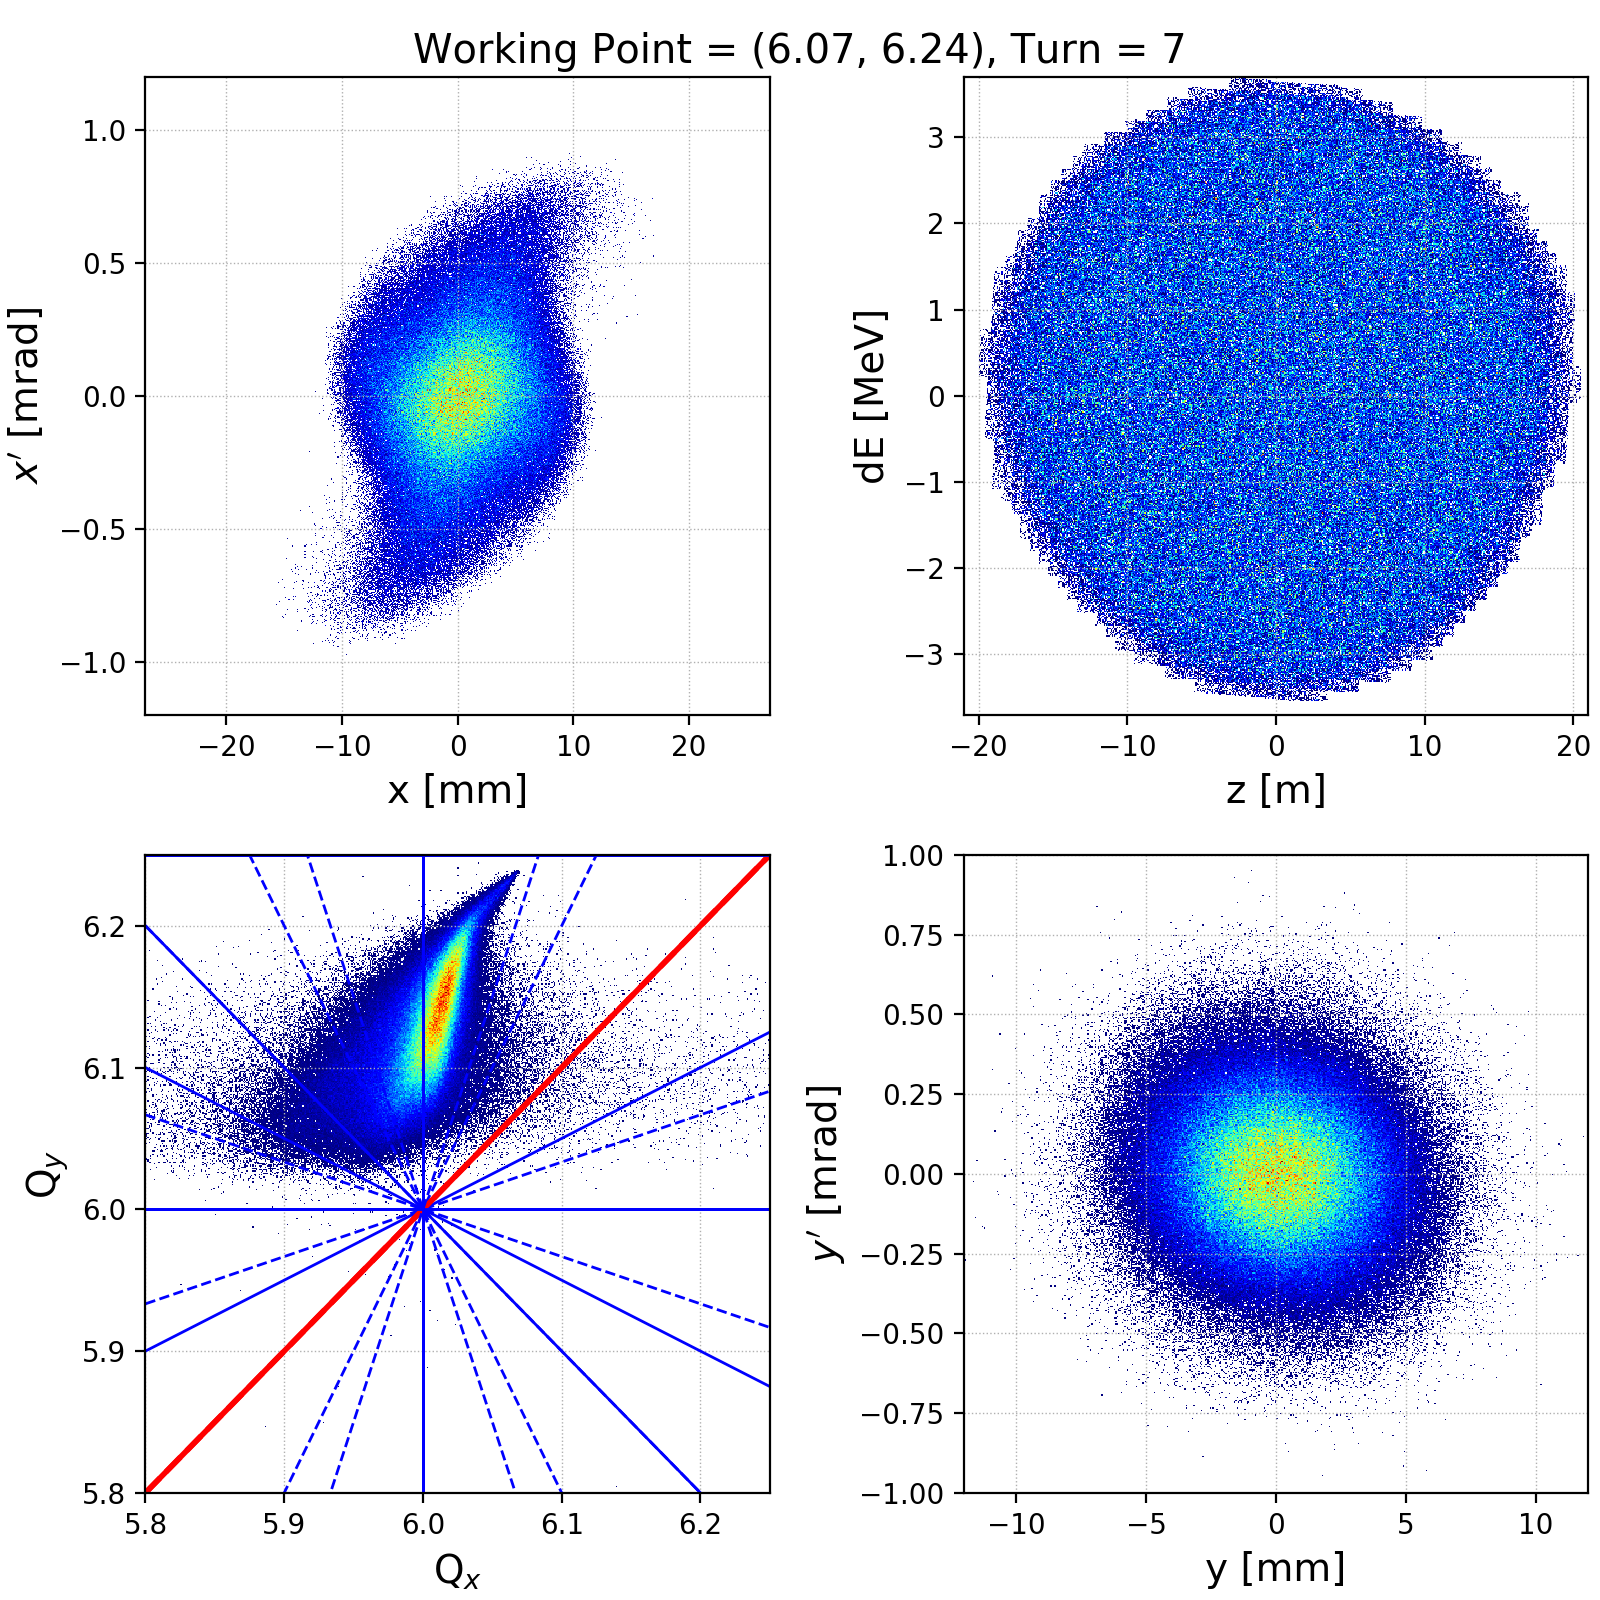 Working Point = (6.07, 6.24), Turn = 7
1.0
0.5
0.0
−0.5
−1.0
x′ [mrad]
−20 −10 0 10 20
x [mm]
3
2
1
0
−1
−2
−3
dE [MeV]
−20 −10 0 10 20
z [m]
6.2
6.1
6.0
5.9
5.8
Qy
5.8 5.9 6.0 6.1 6.2
Qx
1.00
0.75
0.50
0.25
0.00
−0.25
−0.50
−0.75
−1.00
y′ [mrad]
−10 −5 0 5 10
y [mm]